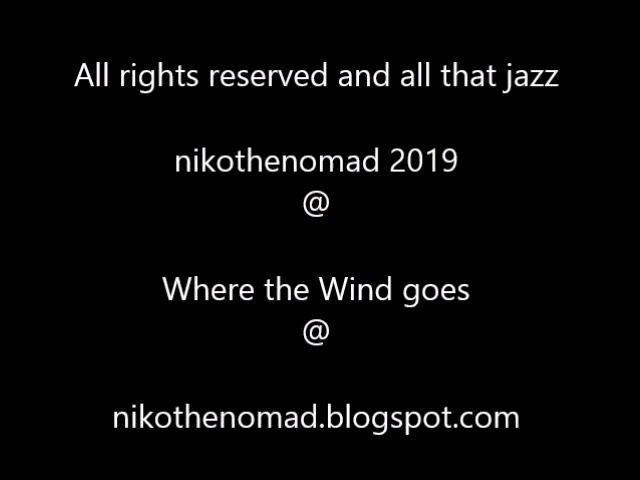 All rights reserved and all that jazz
nikothenomad 2019
@
Where the Wind goes
@
nikothenomad.blogspot.com